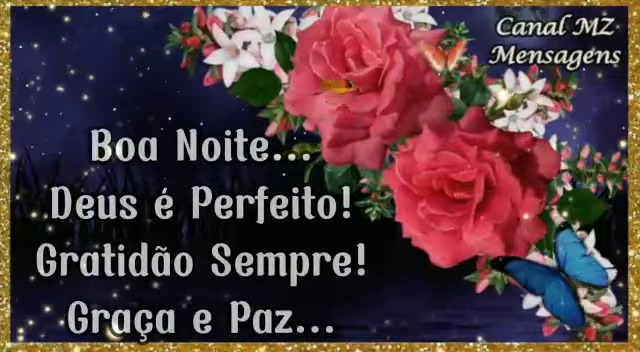 Canal MZ
Mensagens
Boa Noite...
Deus é Perfeito!
Gratidão Sempre!
Graça e Paz...